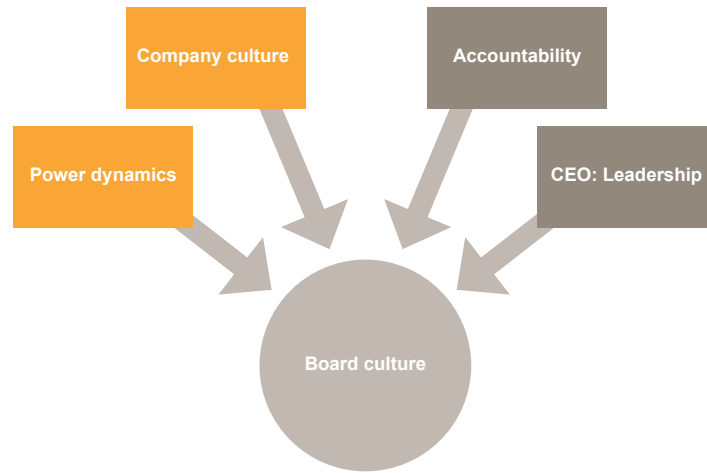 Company culture
Accountability
Power dynamics
CEO: Leadership
Board culture